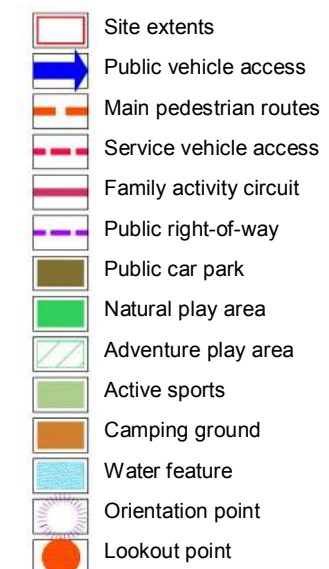 Site extents
Public vehicle access
Main pedestrian routes
Service vehicle access
Family activity circuit
Public right-of-way
Public car park
Natural play area
Adventure play area
Active sports
Camping ground
Water feature
Orientation point
Lookout point